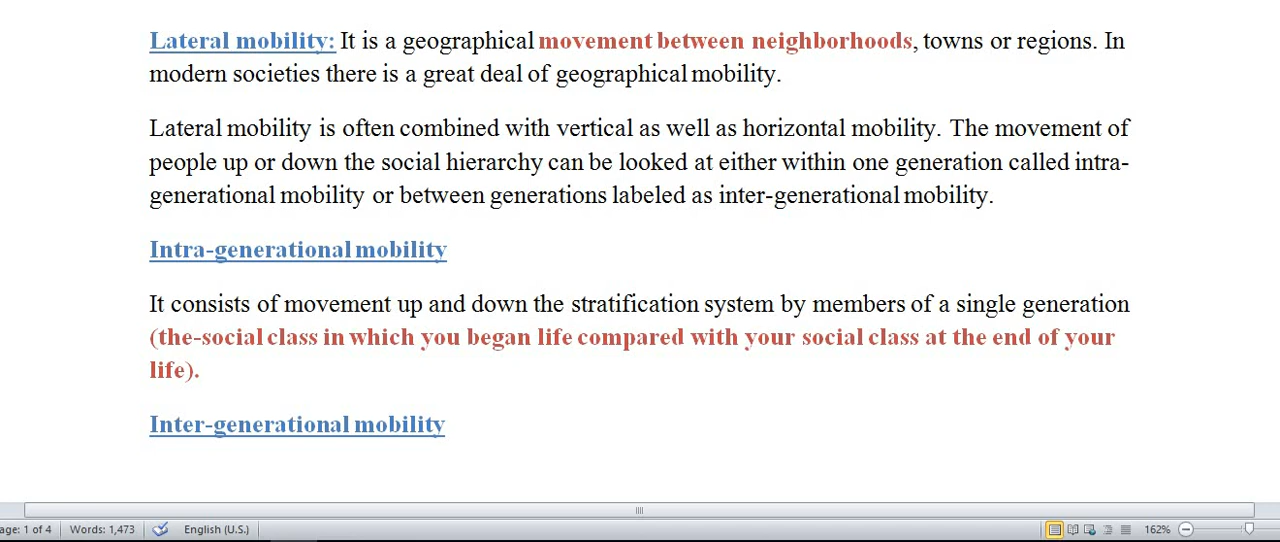 Lateral mobility: It is a geographical movement between neighborhoods, towns or regions. In
modern societies there is a great deal of geographical mobility.
Lateral mobility is often combined with vertical as well as horizontal mobility. The movement of
people up or down the social hierarchy can be looked at either within one generation called intra-
generational mobility or between generations labeled as inter-generational mobility.
Intra-generational mobility
It consists of movement up and down the stratification system by members of a single generation
(the-social class in which you began life compared with your social class at the end of your
life).
Inter-generational mobility
age: 1 of 4 Words: 1,473 English (U.S.) 162%